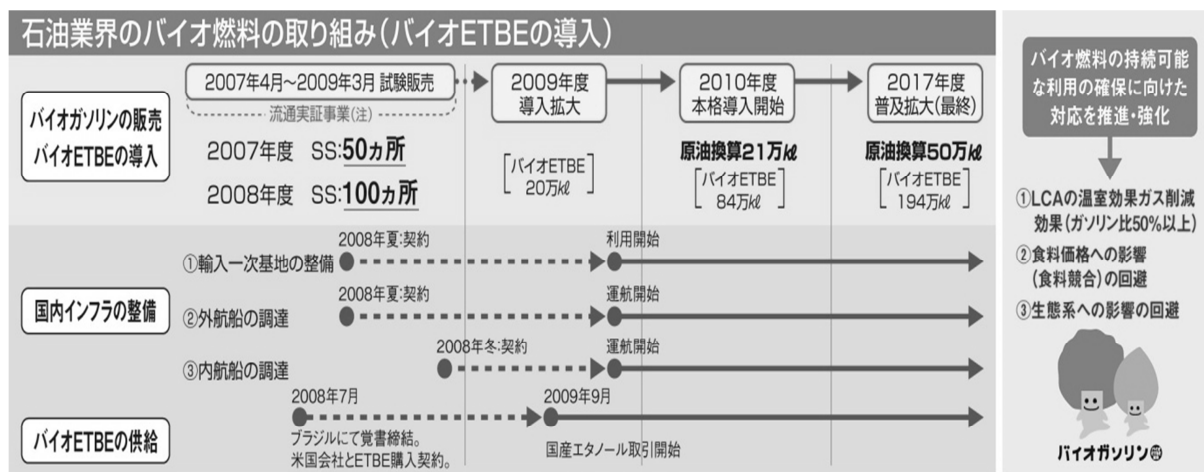 石油業界のバイオ燃料の取り組み(バイオETBEの導入)
バイオガソリンの販売
バイオETBEの導入
2007年4月〜2009年3月 試験販売
流通実証事業(注)
2007年度 SS:50ヵ所
2008年度 SS:100ヵ所
2009年度
導入拡大
[バイオETBE
20万㎘]
2010年度
本格導入開始
原油換算21万㎘
[バイオETBE
84万㎘]
2017年度
普及拡大(最終)
原油換算50万㎘
[バイオETBE
194万㎘]
国内インフラの整備
①輸入一次基地の整備
2008年夏:契約
利用開始
②外航船の調達
2008年夏:契約
運航開始
③内航船の調達
2008年冬:契約
運航開始
バイオETBEの供給
2008年7月
ブラジルにて覚書締結。
米国会社とETBE購入契約。
2009年9月
国産エタノール取引開始
バイオ燃料の持続可能
な利用の確保に向けた
対応を推進・強化
①LCAの温室効果ガス削減
効果(ガソリン比50%以上)
②食料価格への影響
(食料競合)の回避
③生態系への影響の回避
バイオガソリン